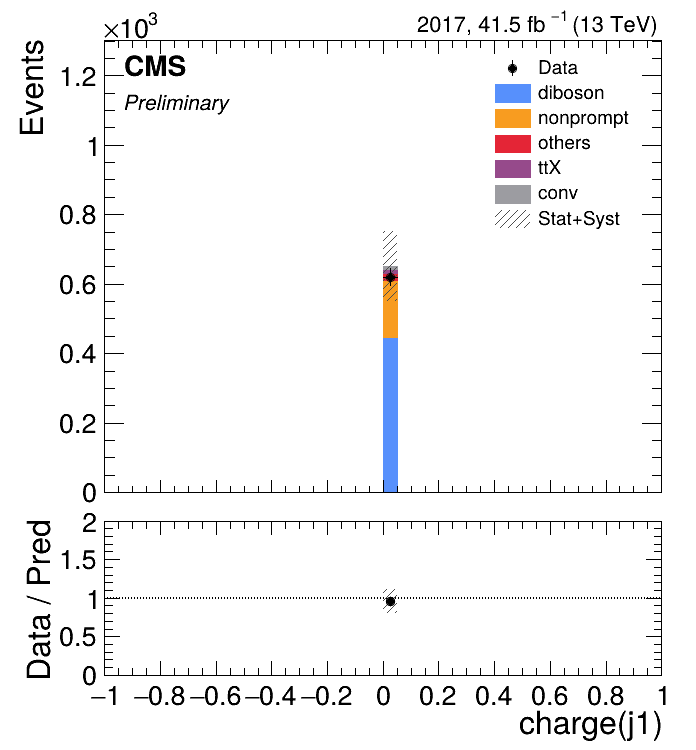 ×10³
2017, 41.5 fb⁻¹ (13 TeV)
CMS
Preliminary
Events
Data
diboson
nonprompt
others
ttX
conv
Stat+Syst
1.2
1
0.8
0.6
0.4
0.2
0
Data / Pred
2
1.5
1
0.5
0
−1 −0.8 −0.6 −0.4 −0.2 0 0.2 0.4 0.6 0.8 1
charge(j1)